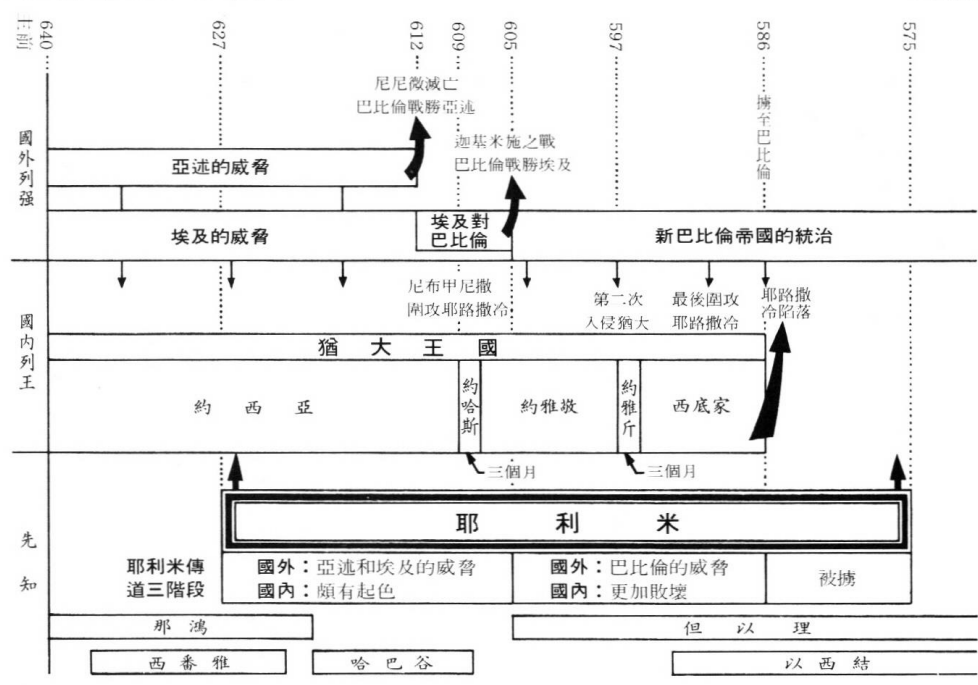 主前
640
627
612
609
605
597
586
575
尼尼微滅亡
巴比倫戰勝亞述
迦基米施之戰
巴比倫戰勝埃及
擄至巴比倫
國外列强
亞述的威脅
埃及的威脅
埃及對
巴比倫
新巴比倫帝國的統治
尼布甲尼撒
圍攻耶路撒冷
第二次
入侵猶大
最後圍攻
耶路撒冷
耶路撒
冷陷落
國內列王
猶大王國
約西亞
約哈斯
約雅敬
約雅斤
西底家
三個月
三個月
先知
耶利米
耶利米傳
道三階段
國外：亞述和埃及的威脅
國內：頗有起色
國外：巴比倫的威脅
國內：更加敗壞
被擄
那鴻
但以理
西番雅
哈巴谷
以西結